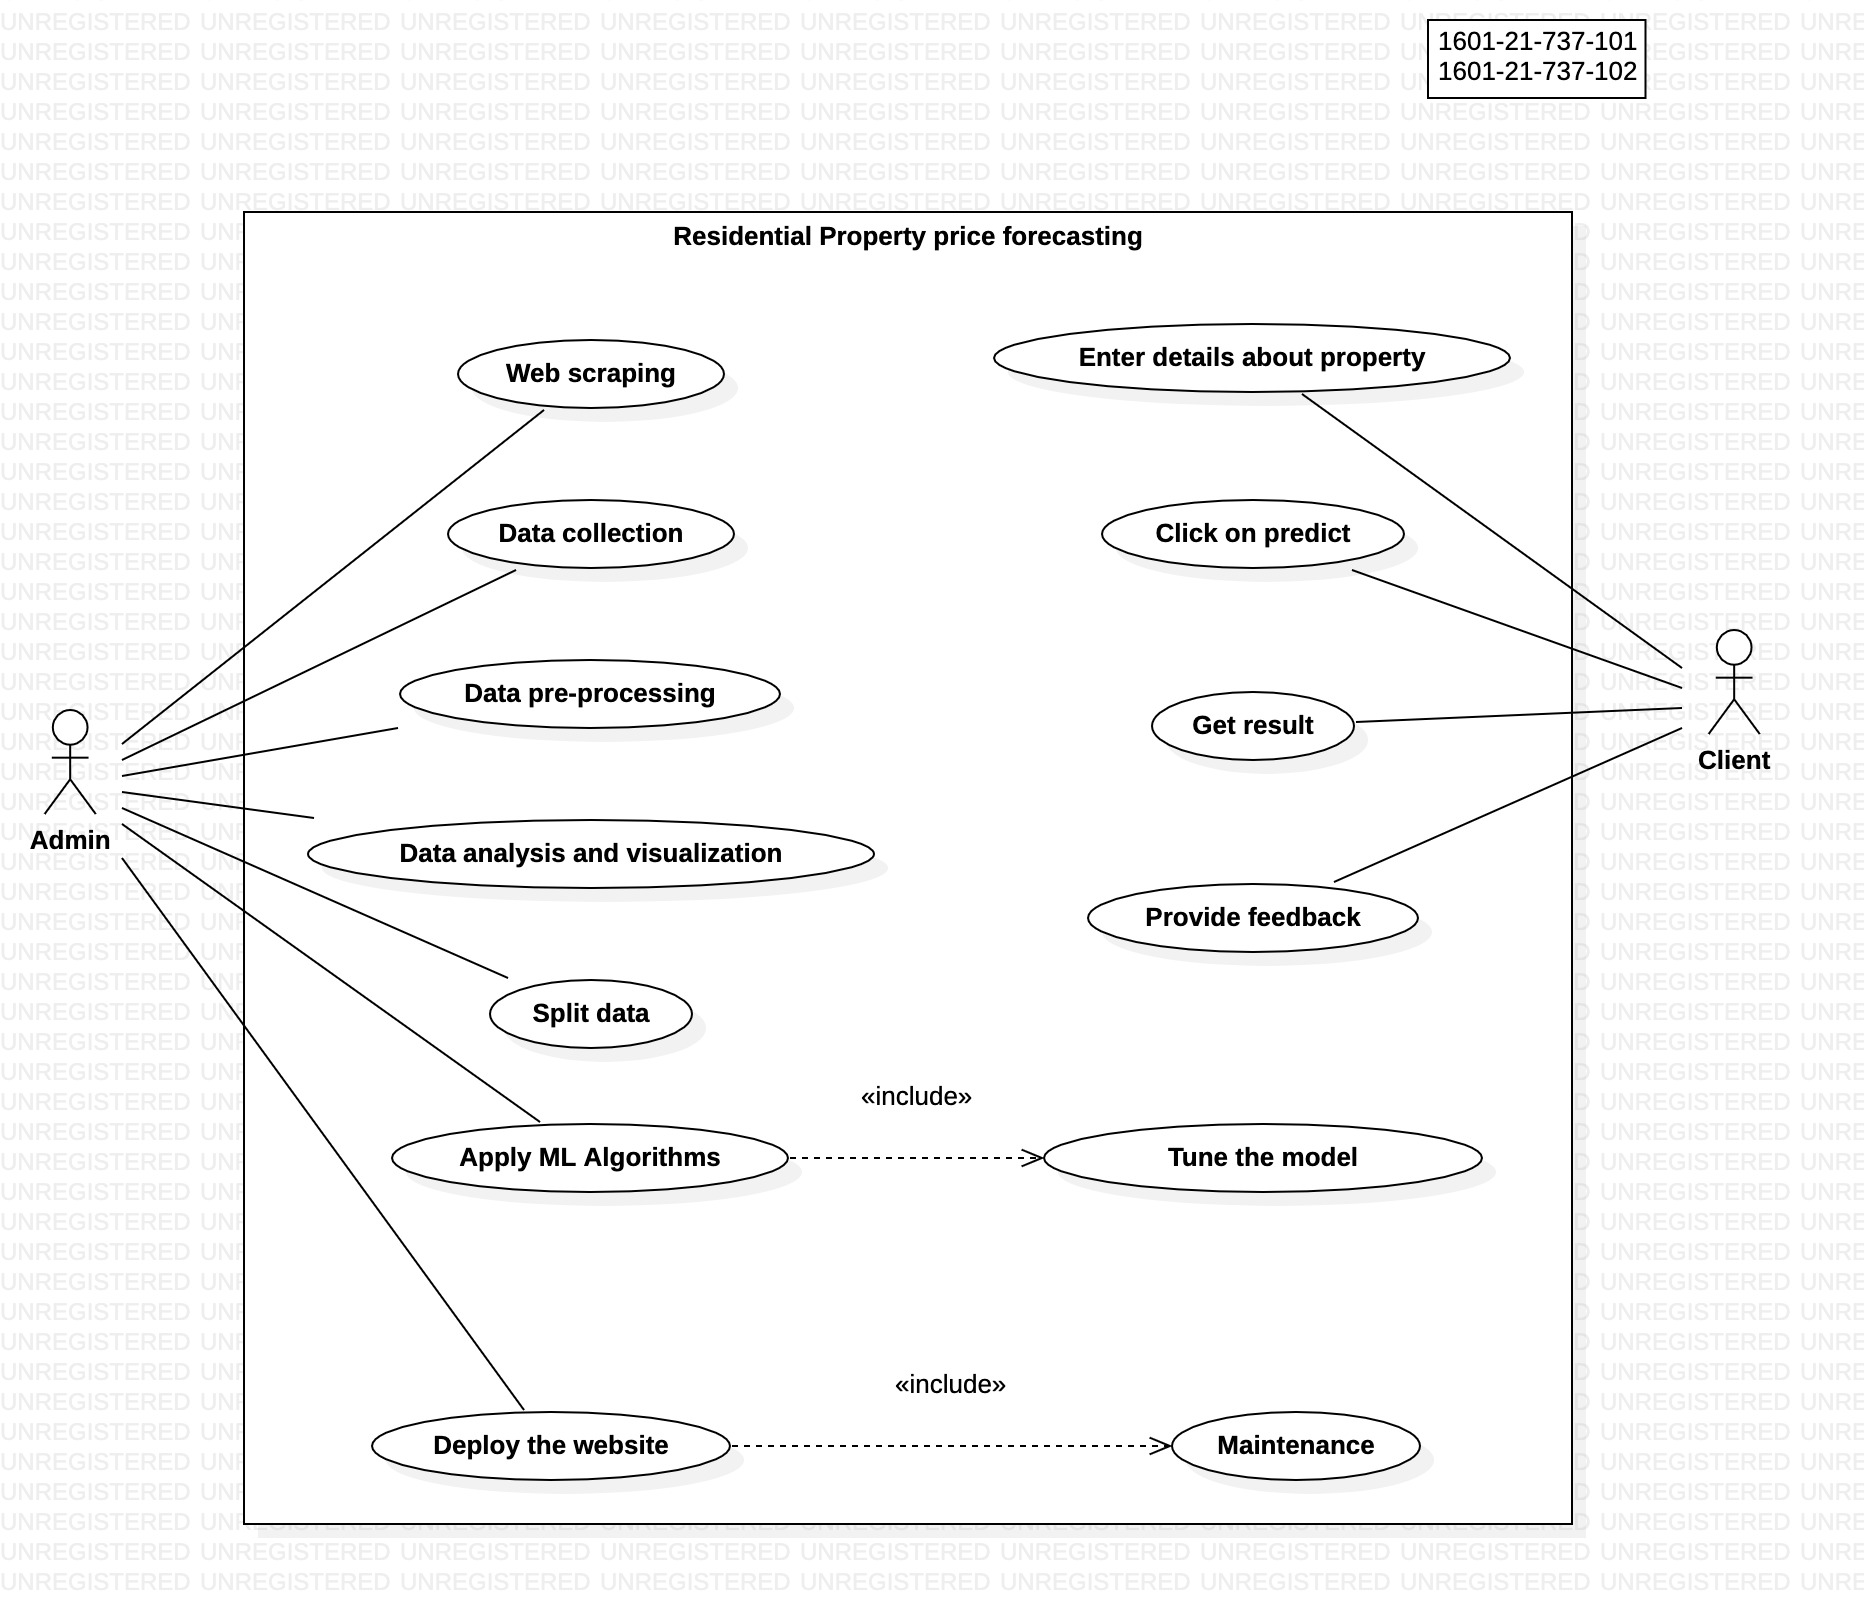 1601-21-737-101
1601-21-737-102
Residential Property price forecasting
Web scraping
Enter details about property
Data collection
Click on predict
Data pre-processing
Get result
Client
Admin
Data analysis and visualization
Provide feedback
Split data
«include»
Apply ML Algorithms
Tune the model
«include»
Deploy the website
Maintenance
UNREGISTERED